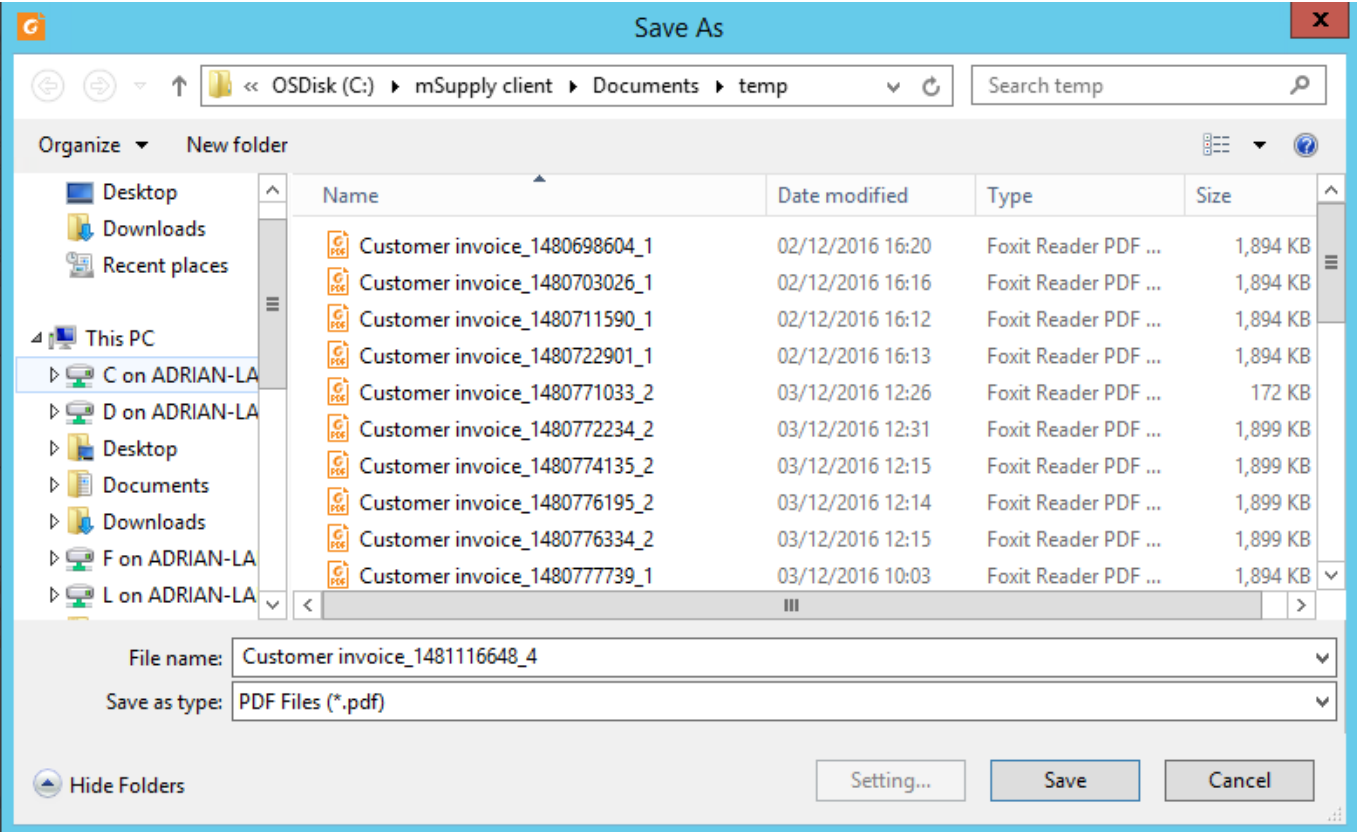 Save As
« OSDisk (C:) mSupply client Documents temp
Search temp
Organize New folder
Desktop
Downloads
Recent places
This PC
C on ADRIAN-LA
D on ADRIAN-LA
Desktop
Documents
Downloads
F on ADRIAN-LA
L on ADRIAN-LA
Name Date modified Type Size
Customer invoice_1480698604_1 02/12/2016 16:20 Foxit Reader PDF ... 1,894 KB
Customer invoice_1480703026_1 02/12/2016 16:16 Foxit Reader PDF ... 1,894 KB
Customer invoice_1480711590_1 02/12/2016 16:12 Foxit Reader PDF ... 1,894 KB
Customer invoice_1480722901_1 02/12/2016 16:13 Foxit Reader PDF ... 1,894 KB
Customer invoice_1480771033_2 03/12/2016 12:26 Foxit Reader PDF ... 172 KB
Customer invoice_1480772234_2 03/12/2016 12:31 Foxit Reader PDF ... 1,899 KB
Customer invoice_1480774135_2 03/12/2016 12:15 Foxit Reader PDF ... 1,899 KB
Customer invoice_1480776195_2 03/12/2016 12:14 Foxit Reader PDF ... 1,899 KB
Customer invoice_1480776334_2 03/12/2016 12:15 Foxit Reader PDF ... 1,899 KB
Customer invoice_1480777739_1 03/12/2016 10:03 Foxit Reader PDF ... 1,894 KB
File name: Customer invoice_1481116648_4
Save as type: PDF Files (*.pdf)
Hide Folders Setting... Save Cancel